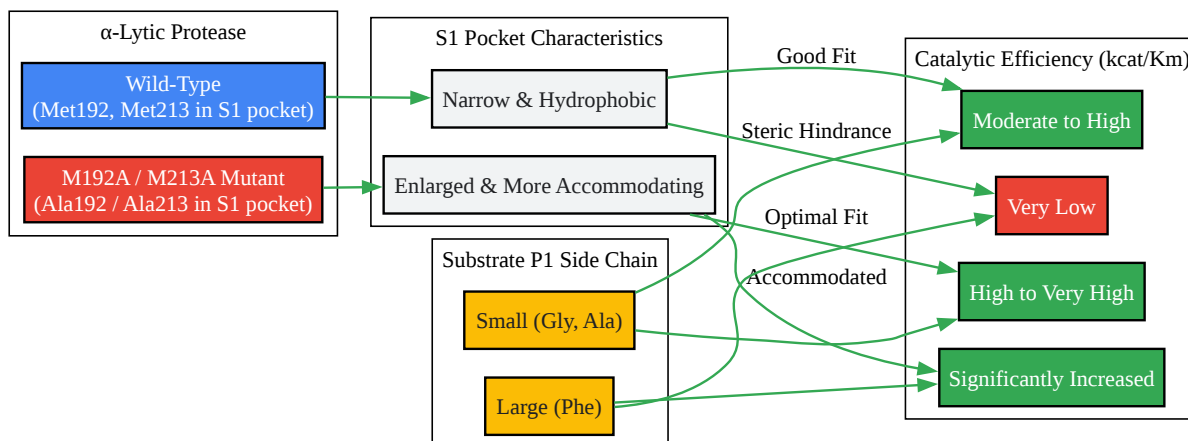 α-Lytic Protease
Wild-Type
(Met192, Met213 in S1 pocket)
M192A / M213A Mutant
(Ala192 / Ala213 in S1 pocket)
S1 Pocket Characteristics
Narrow & Hydrophobic
Enlarged & More Accommodating
Substrate P1 Side Chain
Small (Gly, Ala)
Large (Phe)
Good Fit
Steric Hindrance
Optimal Fit
Accommodated
Catalytic Efficiency (kcat/Km)
Moderate to High
Very Low
High to Very High
Significantly Increased